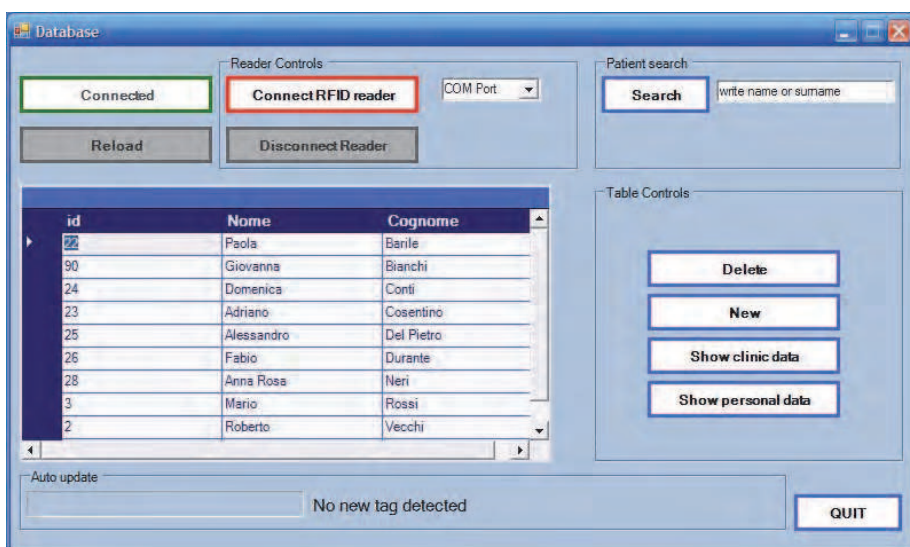 Database
Connected
Reload
Reader Controls
Connect RFID reader
COM Port
Disconnect Reader
Patient search
Search
write name or surname
id Nome Cognome
22 Paola Barile
90 Giovanna Bianchi
24 Domenica Conti
23 Adriano Cosentino
25 Alessandro Del Pietro
26 Fabio Durante
28 Anna Rosa Neri
3 Mario Rossi
2 Roberto Vecchi
Table Controls
Delete
New
Show clinic data
Show personal data
Auto update
No new tag detected
QUIT